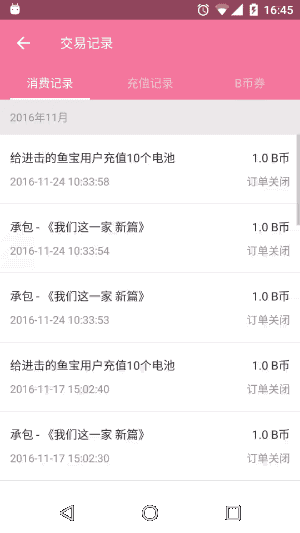 16:45
交易记录
消费记录 充值记录 B币券
2016年11月
给进击的鱼宝用户充值10个电池 1.0 B币
2016-11-24 10:33:58 订单关闭
承包 - 《我们这一家 新篇》 1.0 B币
2016-11-24 10:33:54 订单关闭
承包 - 《我们这一家 新篇》 1.0 B币
2016-11-24 10:33:53 订单关闭
给进击的鱼宝用户充值10个电池 1.0 B币
2016-11-17 15:02:40 订单关闭
承包 - 《我们这一家 新篇》 1.0 B币
2016-11-17 15:02:30 订单关闭